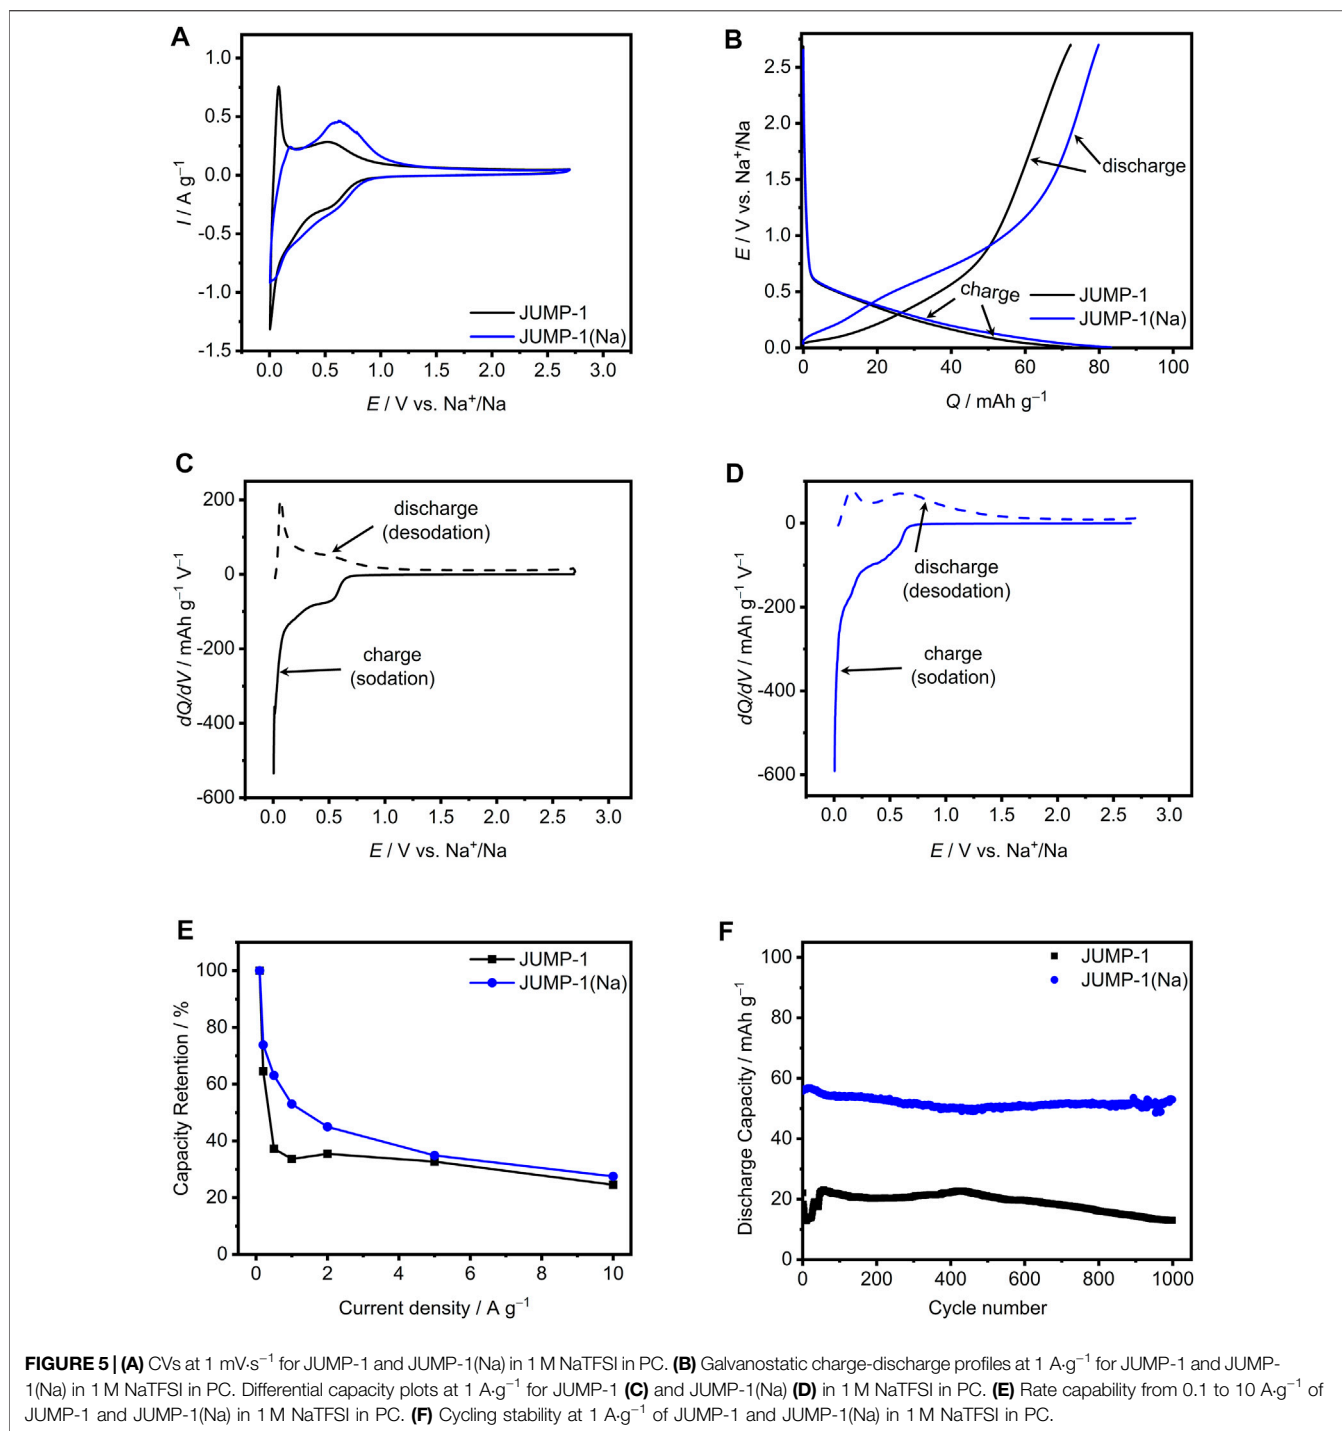 A
1.0
0.5
0.0
-0.5
-1.0
-1.5
I / A g⁻¹
JUMP-1
JUMP-1(Na)
0.0 0.5 1.0 1.5 2.0 2.5 3.0
E / V vs. Na⁺/Na
B
2.5
2.0
1.5
1.0
0.5
0.0
E / V vs. Na⁺/Na
discharge
charge
JUMP-1
JUMP-1(Na)
0 20 40 60 80 100
Q / mAh g⁻¹
C
200
0
-200
-400
-600
dQ/dV / mAh g⁻¹ V⁻¹
discharge
(desodation)
charge
(sodation)
0.0 0.5 1.0 1.5 2.0 2.5 3.0
E / V vs. Na⁺/Na
D
0
-200
-400
-600
dQ/dV / mAh g⁻¹ V⁻¹
discharge
(desodation)
charge
(sodation)
0.0 0.5 1.0 1.5 2.0 2.5 3.0
E / V vs. Na⁺/Na
E
100
80
60
40
20
0
Capacity Retention / %
JUMP-1
JUMP-1(Na)
0 2 4 6 8 10
Current density / A g⁻¹
F
100
80
60
40
20
0
Discharge Capacity / mAh g⁻¹
JUMP-1
JUMP-1(Na)
0 200 400 600 800 1000
Cycle number
FIGURE 5 | (A) CVs at 1 mV·s⁻¹ for JUMP-1 and JUMP-1(Na) in 1 M NaTFSI in PC. (B) Galvanostatic charge-discharge profiles at 1 A·g⁻¹ for JUMP-1 and JUMP-
1(Na) in 1 M NaTFSI in PC. Differential capacity plots at 1 A·g⁻¹ for JUMP-1 (C) and JUMP-1(Na) (D) in 1 M NaTFSI in PC. (E) Rate capability from 0.1 to 10 A·g⁻¹ of
JUMP-1 and JUMP-1(Na) in 1 M NaTFSI in PC. (F) Cycling stability at 1 A·g⁻¹ of JUMP-1 and JUMP-1(Na) in 1 M NaTFSI in PC.